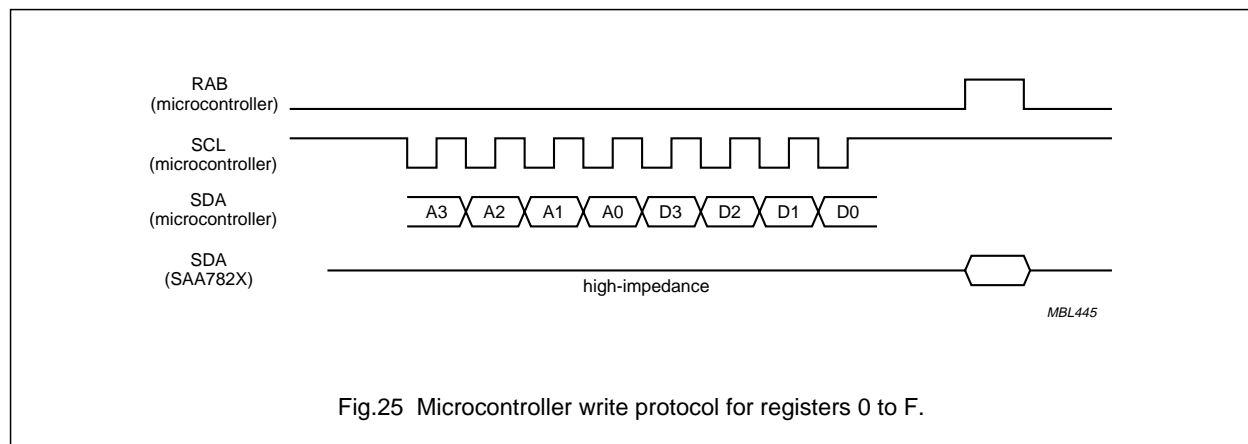 RAB
(microcontroller)
SCL
(microcontroller)
SDA
(microcontroller)
A3 A2 A1 A0 D3 D2 D1 D0
SDA
(SAA782X)
high-impedance
MBL445
Fig.25 Microcontroller write protocol for registers 0 to F.